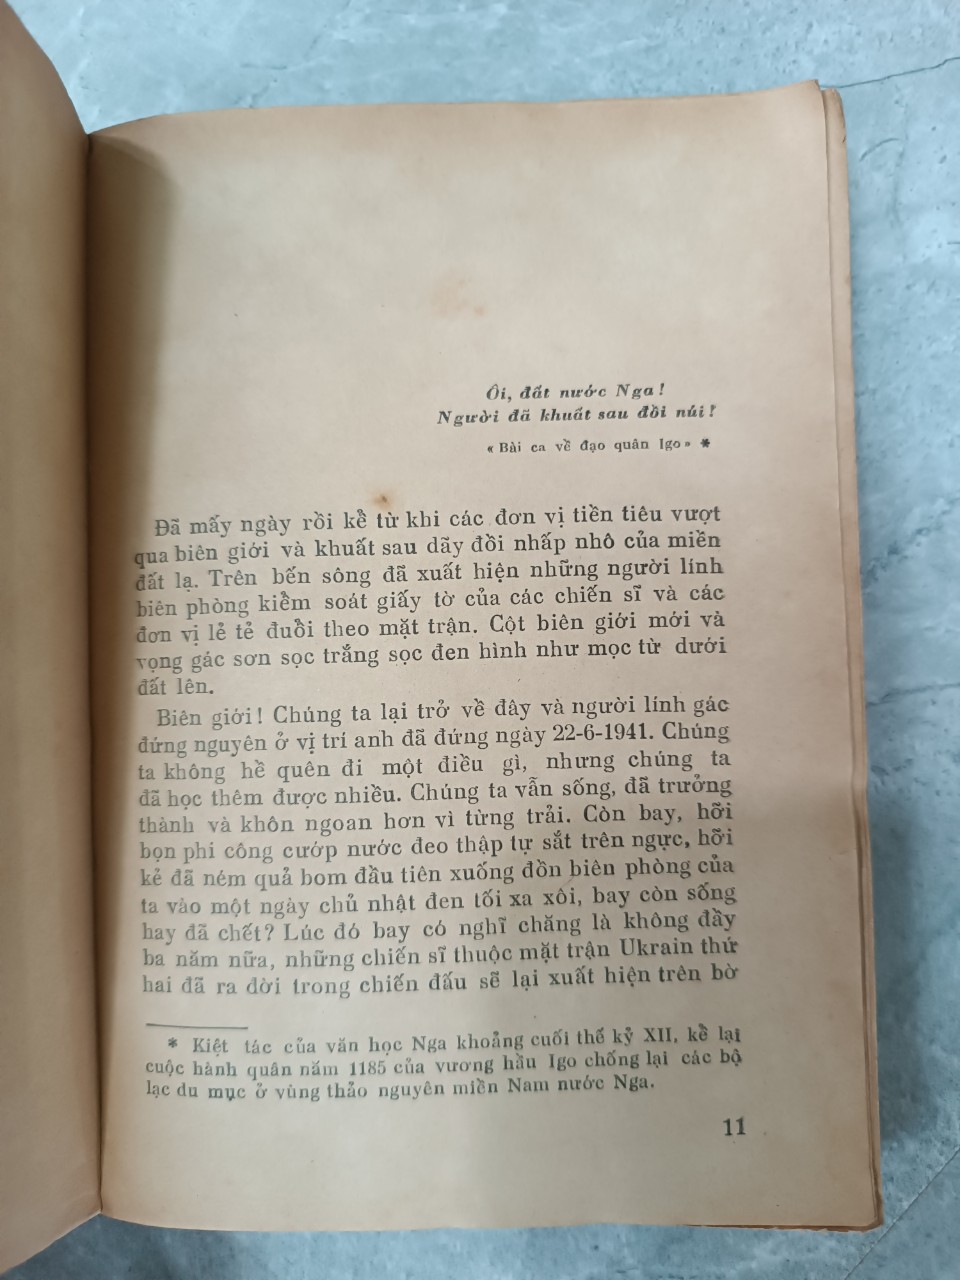 Ôi, đất nước Nga!
Người đã khuất sau đồi núi!
« Bài ca về đạo quân Igo» *
Đã mấy ngày rồi kể từ khi các đơn vị tiền tiêu vượt
qua biên giới và khuất sau dãy đồi nhấp nhô của miền
đất lạ. Trên bến sông đã xuất hiện những người lính
biên phòng kiểm soát giấy tờ của các chiến sĩ và các
đơn vị lẻ tẻ đuổi theo mặt trận. Cột biên giới mới và
vọng gác sơn sọc trắng sọc đen hình như mọc từ dưới
đất lên.
Biên giới! Chúng ta lại trở về đây và người lính gác
đứng nguyên ở vị trí anh đã đứng ngày 22-6-1941. Chúng
ta không hề quên đi một điều gì, nhưng chúng ta
đã học thêm được nhiều. Chúng ta vẫn sống, đã trưởng
thành và khôn ngoan hơn vì từng trải. Còn bay, hỡi
bọn phi công cướp nước đeo thập tự sắt trên ngực, hỡi
kẻ đã ném quả bom đầu tiên xuống đồn biên phòng của
ta vào một ngày chủ nhật đen tối xa xôi, bay còn sống
hay đã chết? Lúc đó bay có nghĩ chăng là không đầy
ba năm nữa, những chiến sĩ thuộc mặt trận Ukrain thứ
hai đã ra đời trong chiến đấu sẽ lại xuất hiện trên bờ
* Kiệt tác của văn học Nga khoảng cuối thế kỷ XII, kể lại
cuộc hành quân năm 1185 của vương hầu Igo chống lại các bộ
lạc du mục ở vùng thảo nguyên miền Nam nước Nga.
11